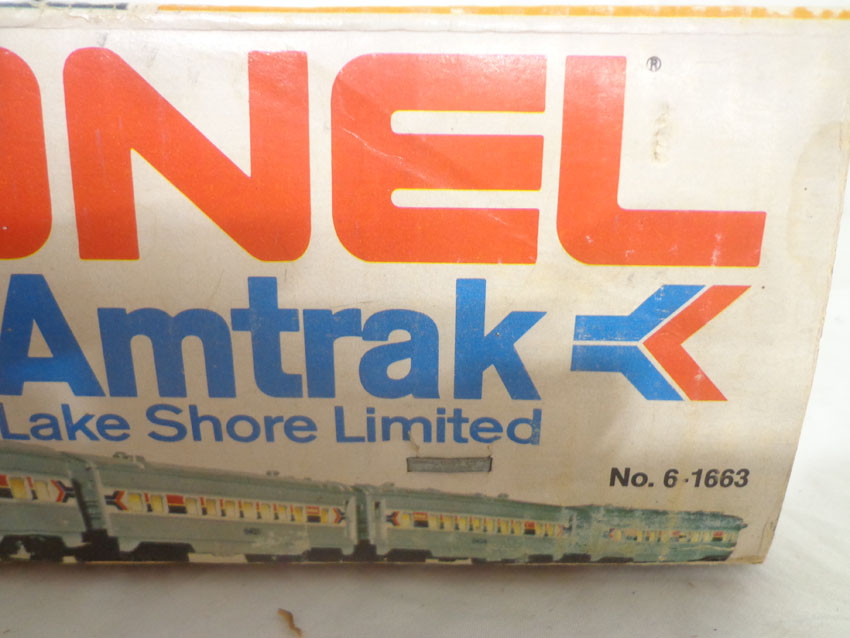 ONEL®
Amtrak
Lake Shore Limited
No. 6-1663